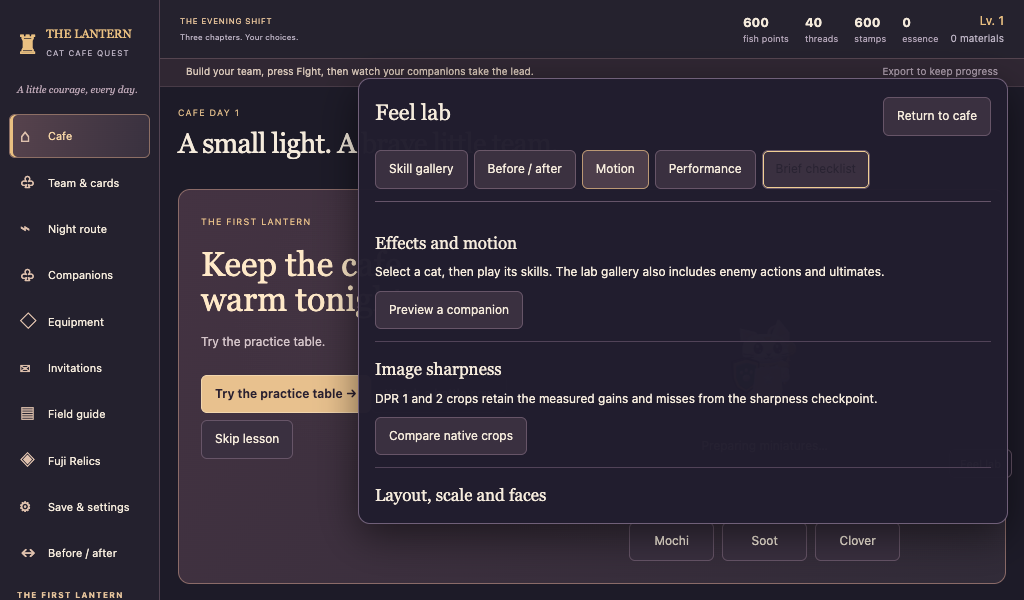 THE LANTERN
CAT CAFE QUEST
A little courage, every day.
Cafe
Team & cards
Night route
Companions
Equipment
Invitations
Field guide
Fuji Relics
Save & settings
Before / after
THE FIRST LANTERN
THE EVENING SHIFT
Three chapters. Your choices.
600
fish points
40
threads
600
stamps
0
essence
Lv. 1
0 materials
Build your team, press Fight, then watch your companions take the lead.
Export to keep progress
CAFE DAY 1
A small light. A brave little team.
THE FIRST LANTERN
Keep the cafe
warm tonig
Try the practice table.
Try the practice table →
Skip lesson
Feel lab
Return to cafe
Skill gallery
Before / after
Motion
Performance
Brief checklist
Effects and motion
Select a cat, then play its skills. The lab gallery also includes enemy actions and ultimates.
Preview a companion
Image sharpness
DPR 1 and 2 crops retain the measured gains and misses from the sharpness checkpoint.
Compare native crops
Layout, scale and faces
Mochi
Soot
Clover